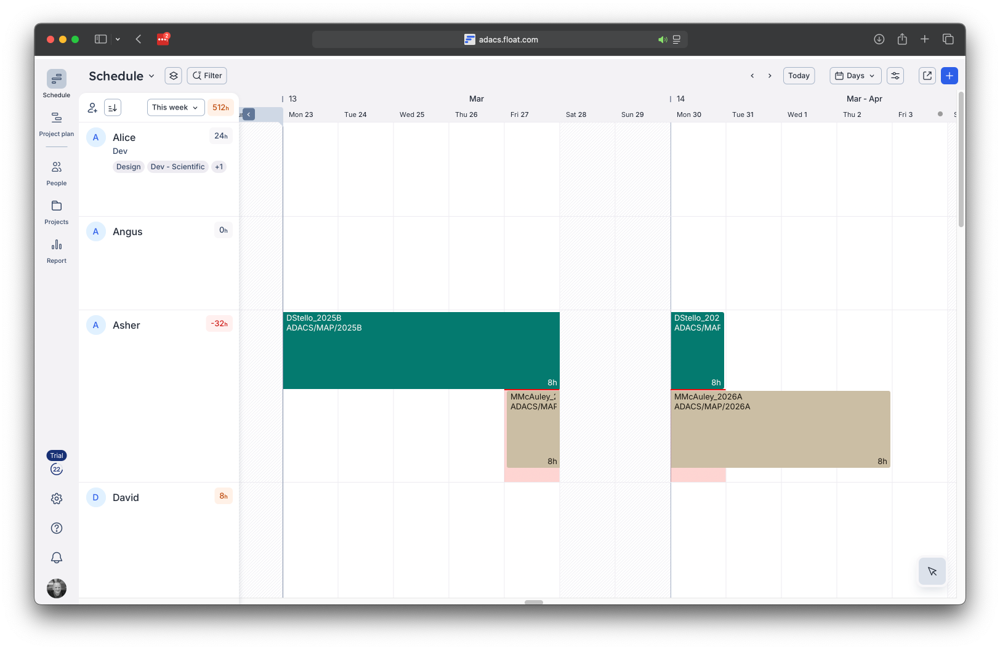 2
adacs.float.com
Schedule
Filter
Today
Days
Schedule
Project plan
People
Projects
Report
Trial
22
This week
512h
13
Mar
14
Mar - Apr
Mon 23
Tue 24
Wed 25
Thu 26
Fri 27
Sat 28
Sun 29
Mon 30
Tue 31
Wed 1
Thu 2
Fri 3
S
A
Alice
24h
Dev
Design
Dev - Scientific
+1
A
Angus
0h
A
Asher
-32h
DStello_2025B
ADACS/MAP/2025B
8h
DStello_202
ADACS/MAP
8h
MMcAuley_2
ADACS/MAP
8h
MMcAuley_2026A
ADACS/MAP/2026A
8h
D
David
8h